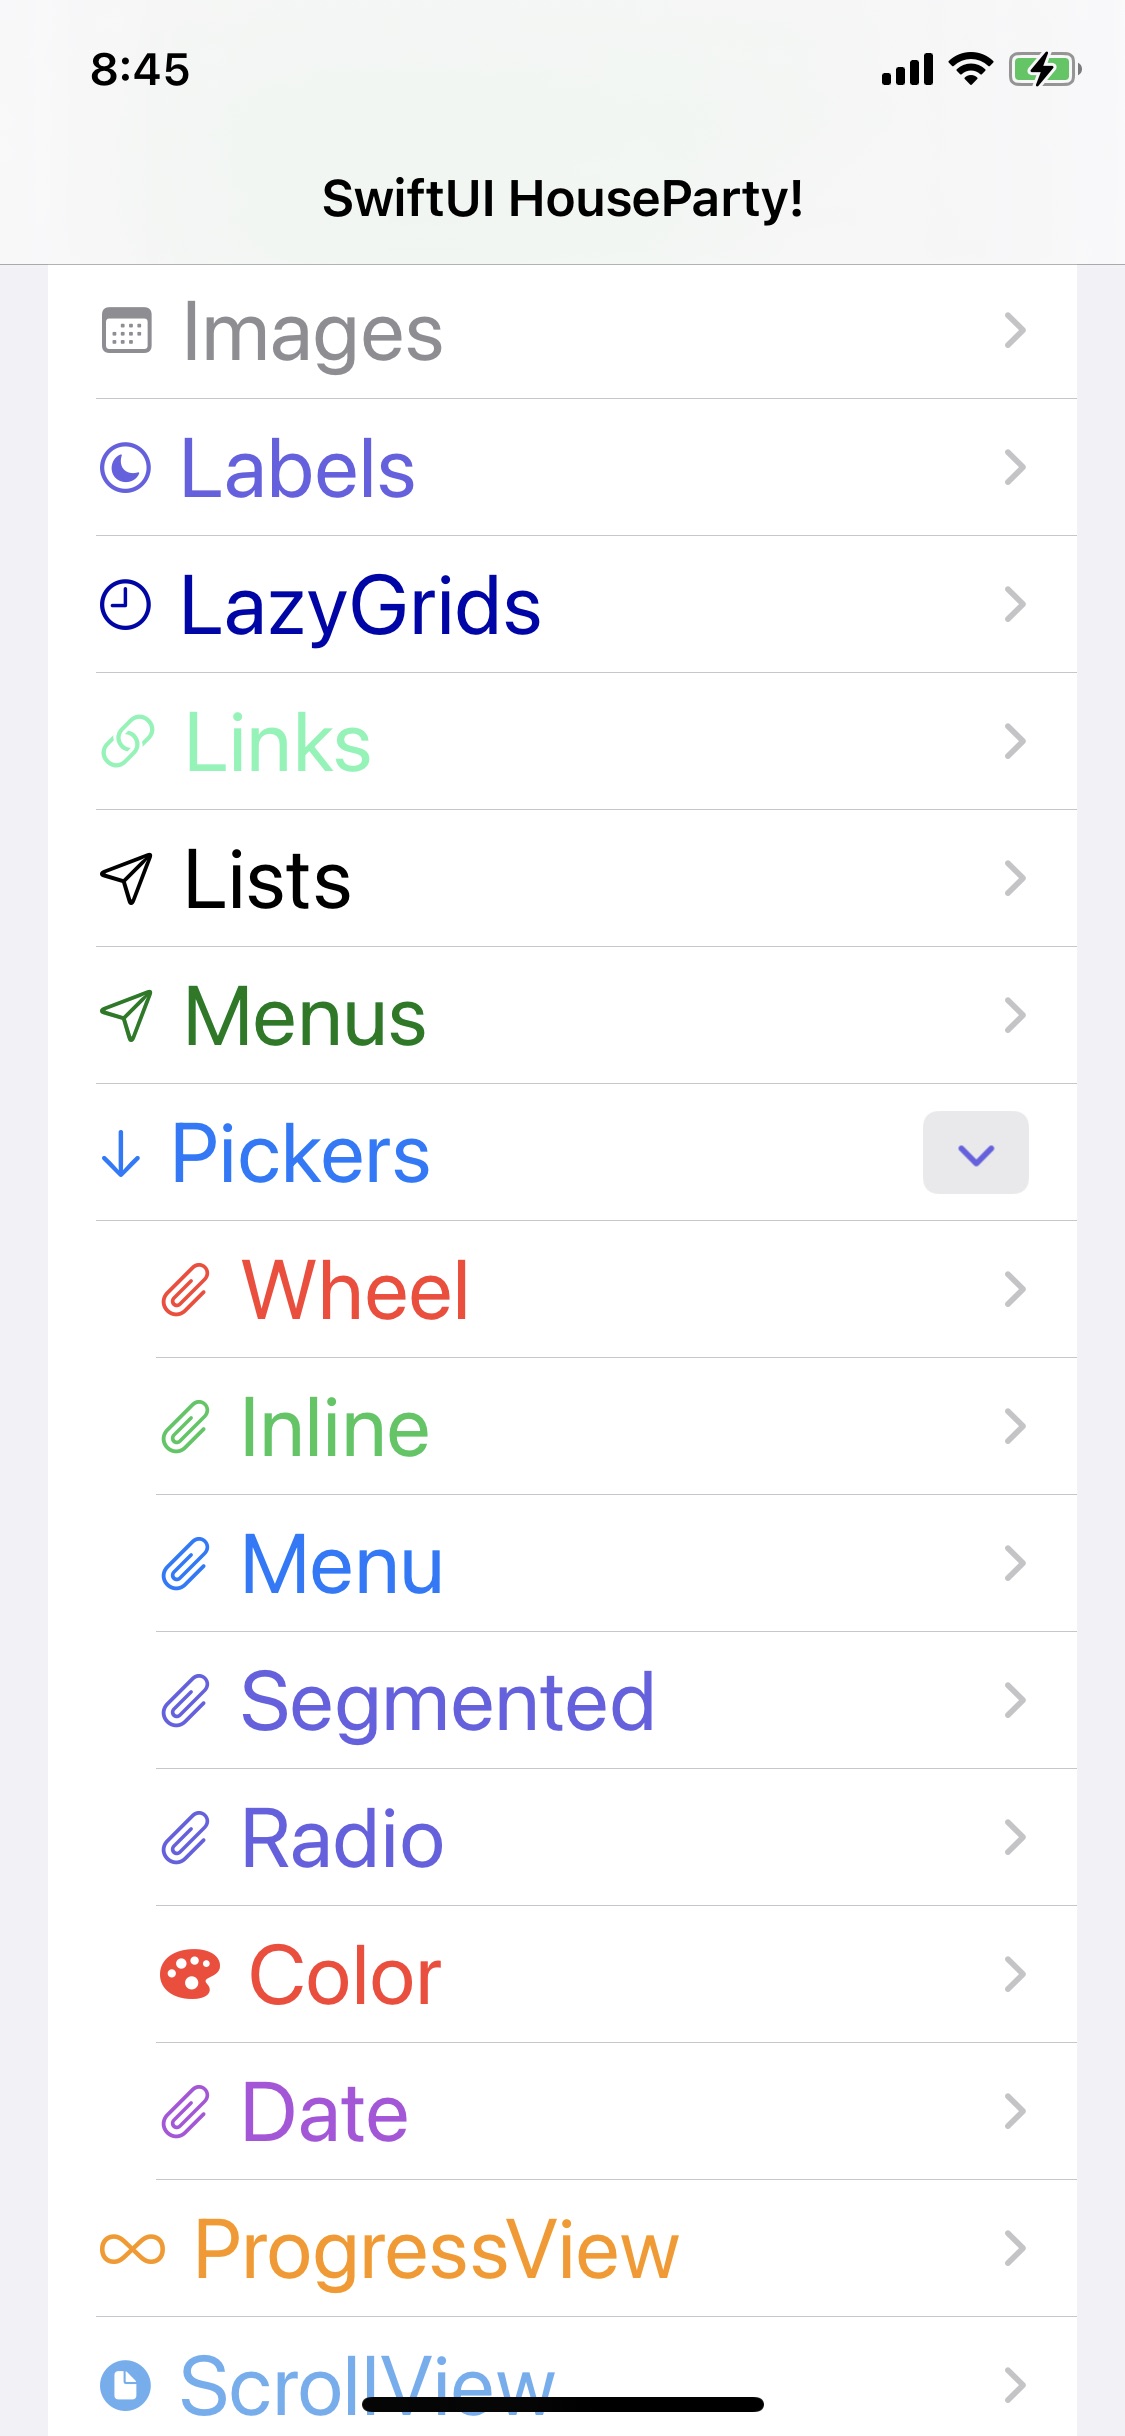 8:45
SwiftUI HouseParty!
Images
Labels
LazyGrids
Links
Lists
Menus
Pickers
Wheel
Inline
Menu
Segmented
Radio
Color
Date
ProgressView
ScrollView